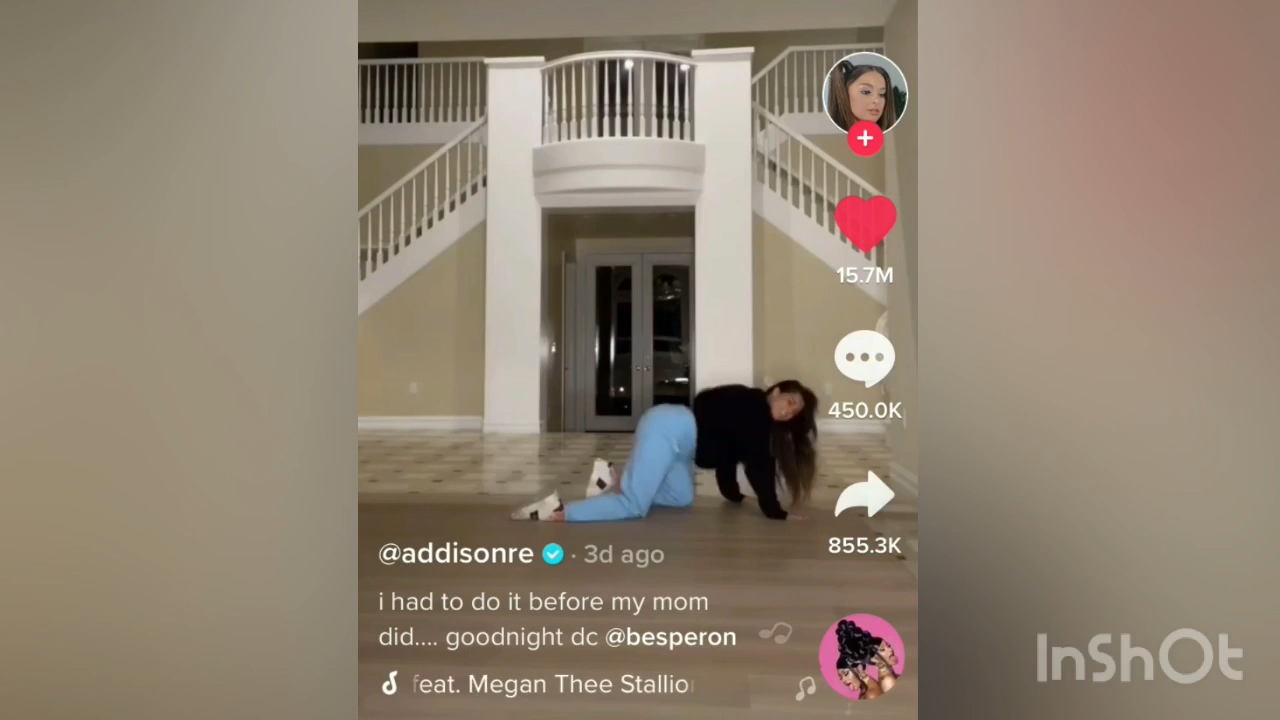 15.7M
450.0K
855.3K
@addisonre · 3d ago
i had to do it before my mom
did.... goodnight dc @besperon
feat. Megan Thee Stallio
InShOt